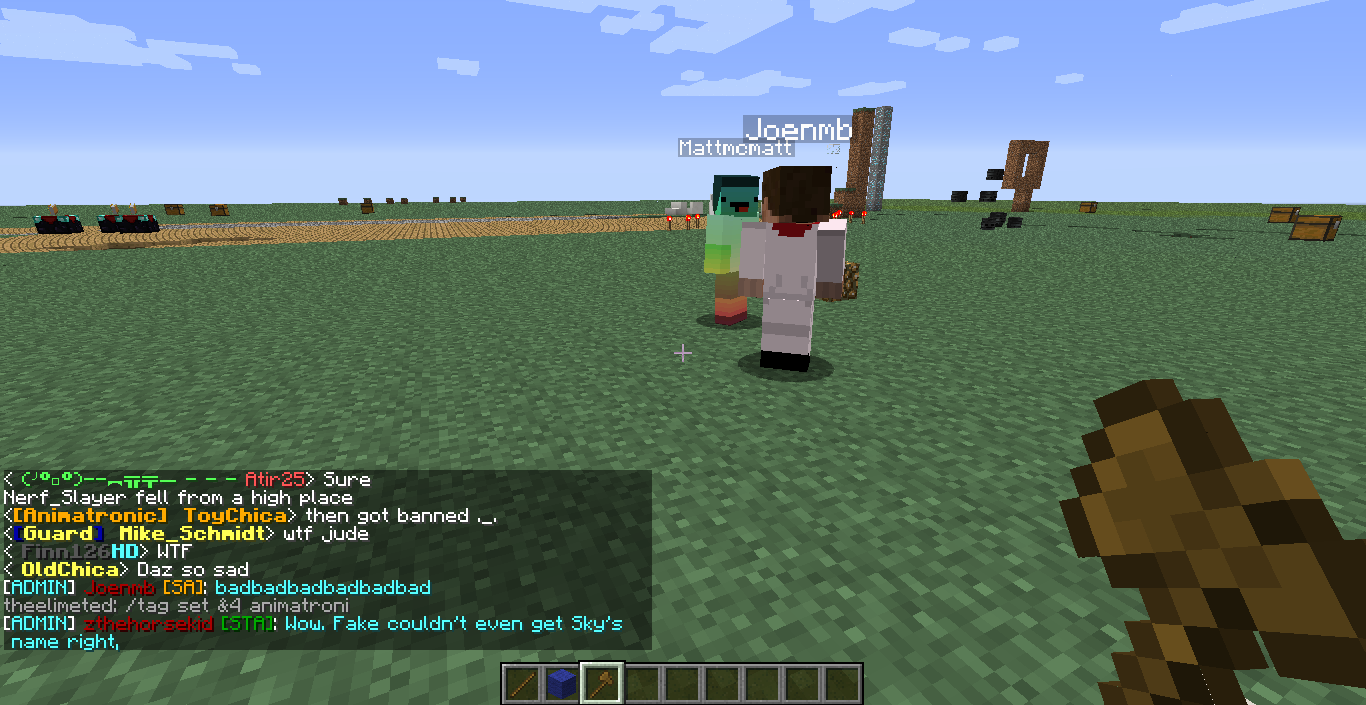 Joenmb
Mattmcmatt
< (╯°□°)--︵╥╤─ - - - Atir25> Sure
Nerf_Slayer fell from a high place
<[Animatronic] ToyChica> then got banned ._.
<[Guard] Mike_Schmidt> wtf jude
< Finn126HD> WTF
< OldChica> Daz so sad
[ADMIN] Joenmb [SA]: badbadbadbadbadbad
theelimeted: /tag set &4 animatroni
[ADMIN] zthehorsekid [STA]: Wow. Fake couldn't even get Sky's
name right,